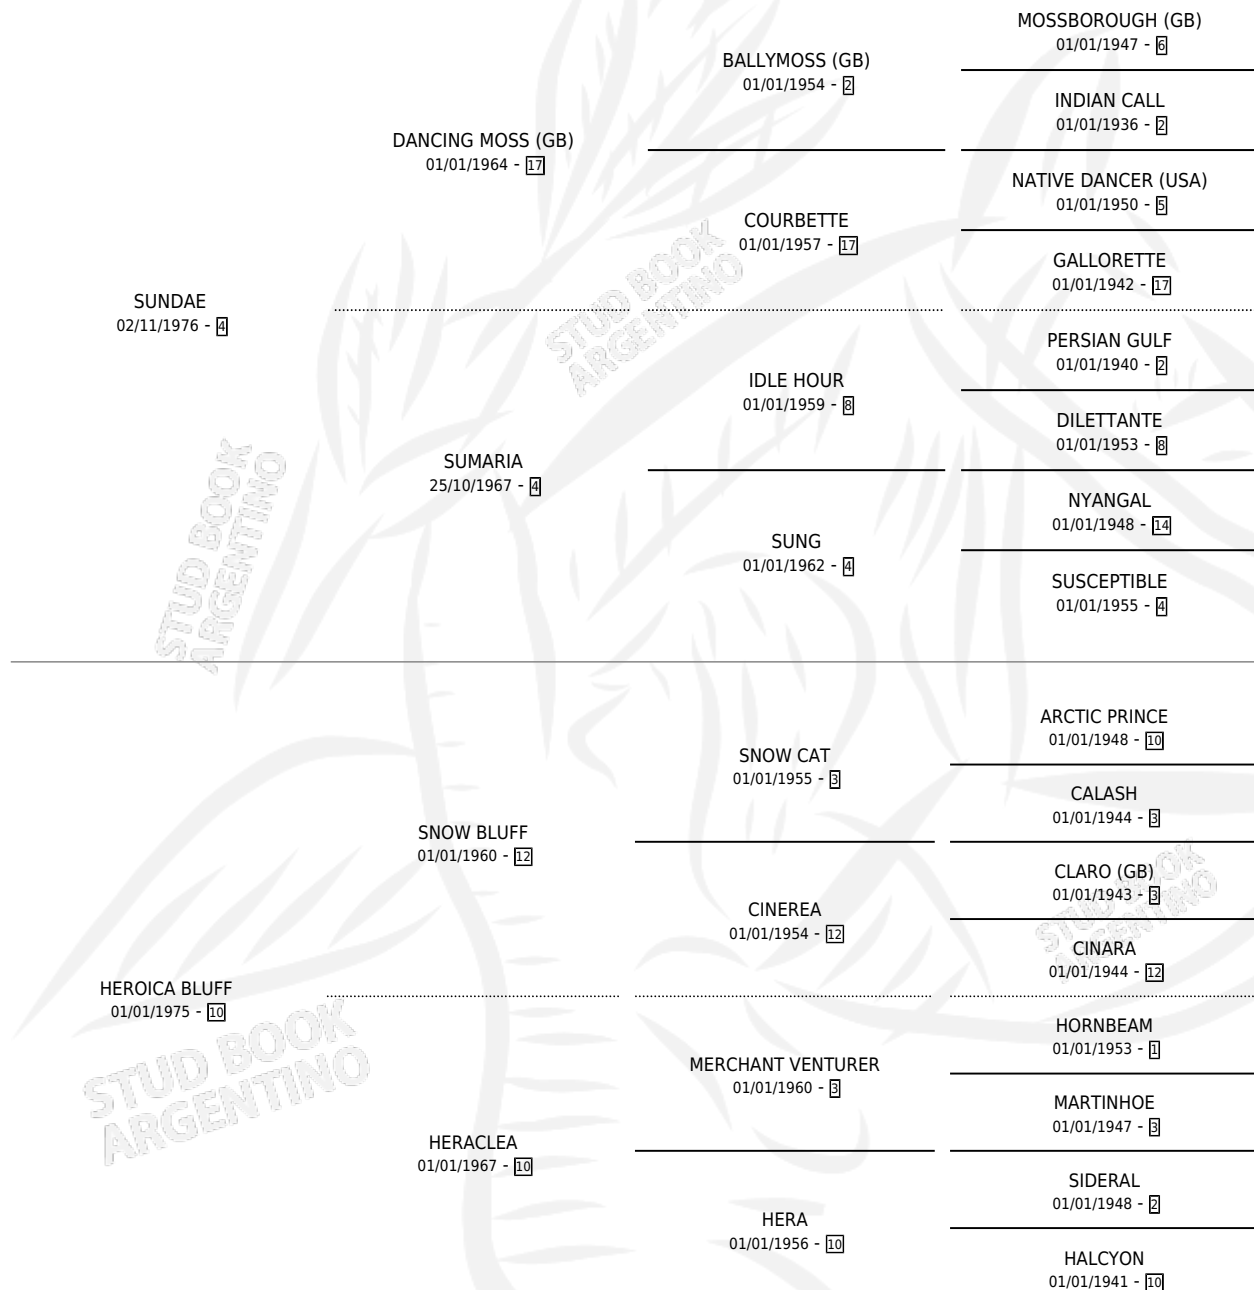 MOSSBOROUGH (GB)
01/01/1947 - 6
BALLYMOSS (GB)
01/01/1954 - 2
INDIAN CALL
01/01/1936 - 2
DANCING MOSS (GB)
01/01/1964 - 17
NATIVE DANCER (USA)
01/01/1950 - 5
COURBETTE
01/01/1957 - 17
GALLORETTE
01/01/1942 - 17
SUNDAE
02/11/1976 - 4
PERSIAN GULF
01/01/1940 - 2
IDLE HOUR
01/01/1959 - 8
DILETTANTE
01/01/1953 - 8
SUMARIA
25/10/1967 - 4
NYANGAL
01/01/1948 - 14
SUNG
01/01/1962 - 4
SUSCEPTIBLE
01/01/1955 - 4
ARCTIC PRINCE
01/01/1948 - 10
SNOW CAT
01/01/1955 - 3
CALASH
01/01/1944 - 3
SNOW BLUFF
01/01/1960 - 12
CLARO (GB)
01/01/1943 - 3
CINEREA
01/01/1954 - 12
CINARA
01/01/1944 - 12
HEROICA BLUFF
01/01/1975 - 10
HORNBEAM
01/01/1953 - 1
MERCHANT VENTURER
01/01/1960 - 3
MARTINHOE
01/01/1947 - 3
HERACLEA
01/01/1967 - 10
SIDERAL
01/01/1948 - 2
HERA
01/01/1956 - 10
HALCYON
01/01/1941 - 10
STUD BOOK
ARGENTINO
STUD BOOK
ARGENTINO
STUD BOOK
ARGENTINO
STUD BOOK
ARGENTINO